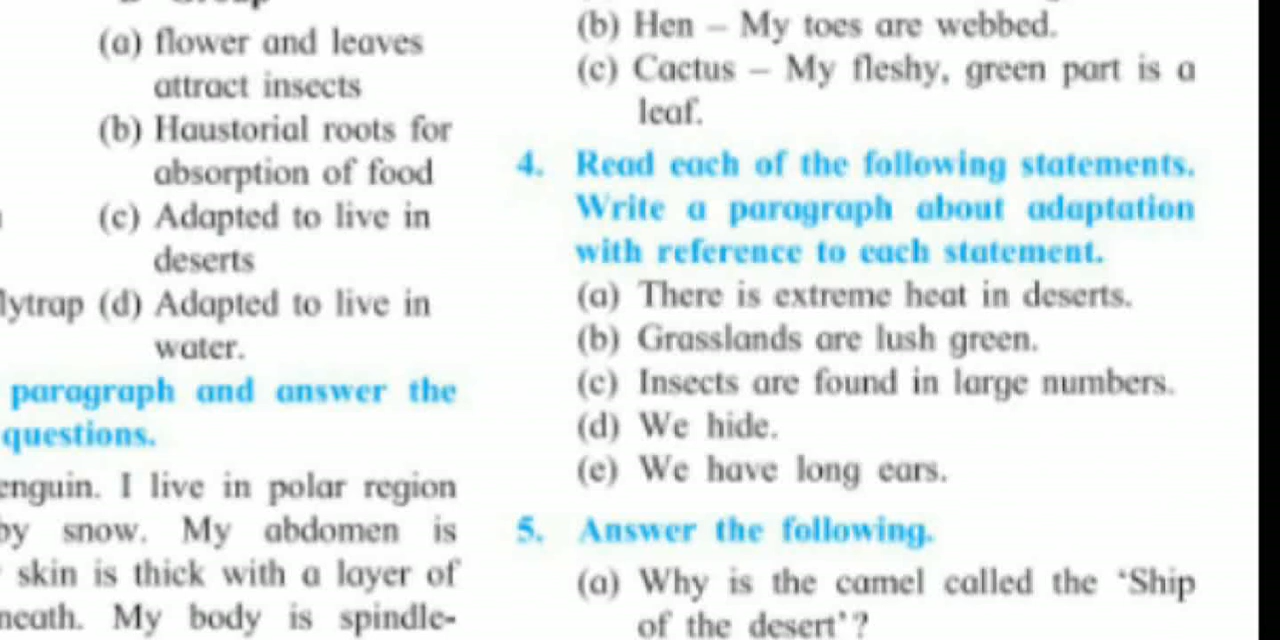 (a) flower and leaves
attract insects
(b) Haustorial roots for
absorption of food
(c) Adapted to live in
deserts
(d) Adapted to live in
water.
paragraph and answer the
questions.
I live in polar region
snow. My abdomen is
skin is thick with a layer of
My body is spindle-
(b) Hen – My toes are webbed.
(c) Cactus – My fleshy, green part is a
leaf.
4. Read each of the following statements.
Write a paragraph about adaptation
with reference to each statement.
(a) There is extreme heat in deserts.
(b) Grasslands are lush green.
(c) Insects are found in large numbers.
(d) We hide.
(e) We have long ears.
5. Answer the following.
(a) Why is the camel called the ‘Ship
of the desert’?